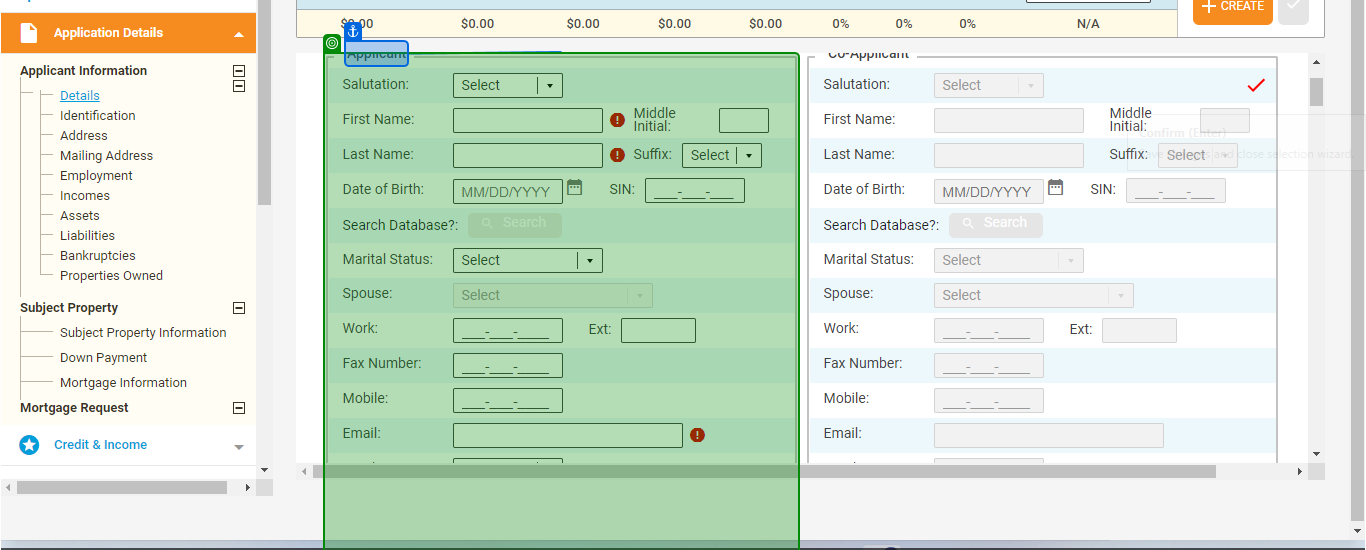 $0.00 $0.00 $0.00 $0.00 $0.00 0% 0% 0% N/A
CREATE
Application Details
Applicant Information
Details
Identification
Address
Mailing Address
Employment
Incomes
Assets
Liabilities
Bankruptcies
Properties Owned
Subject Property
Subject Property Information
Down Payment
Mortgage Information
Mortgage Request
Credit & Income
Applicant
Salutation: Select
First Name: Middle Initial:
Last Name: Suffix: Select
Date of Birth: MM/DD/YYYY SIN: ___-___-___
Search Database?: Search
Marital Status: Select
Spouse: Select
Work: ___-___-____ Ext:
Fax Number: ___-___-____
Mobile: ___-___-____
Email:
Co-Applicant
Salutation: Select
First Name: Middle Initial:
Last Name: Suffix: Select
Date of Birth: MM/DD/YYYY SIN: ___-___-___
Search Database?: Search
Marital Status: Select
Spouse: Select
Work: ___-___-____ Ext:
Fax Number: ___-___-____
Mobile: ___-___-____
Email:
Confirm (Enter)
and close selection wizard.